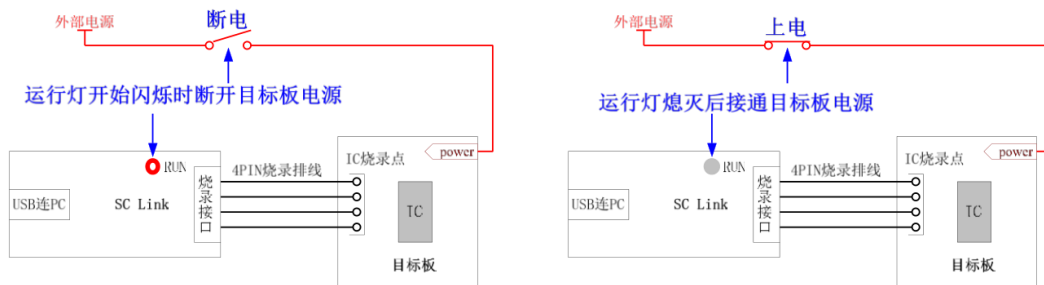 外部电源
断电
运行灯开始闪烁时断开目标板电源
RUN
USB连PC
SC Link
烧录接口
4PIN烧录排线
IC烧录点
power
TC
目标板
外部电源
上电
运行灯熄灭后接通目标板电源
RUN
USB连PC
SC Link
烧录接口
4PIN烧录排线
IC烧录点
power
TC
目标板